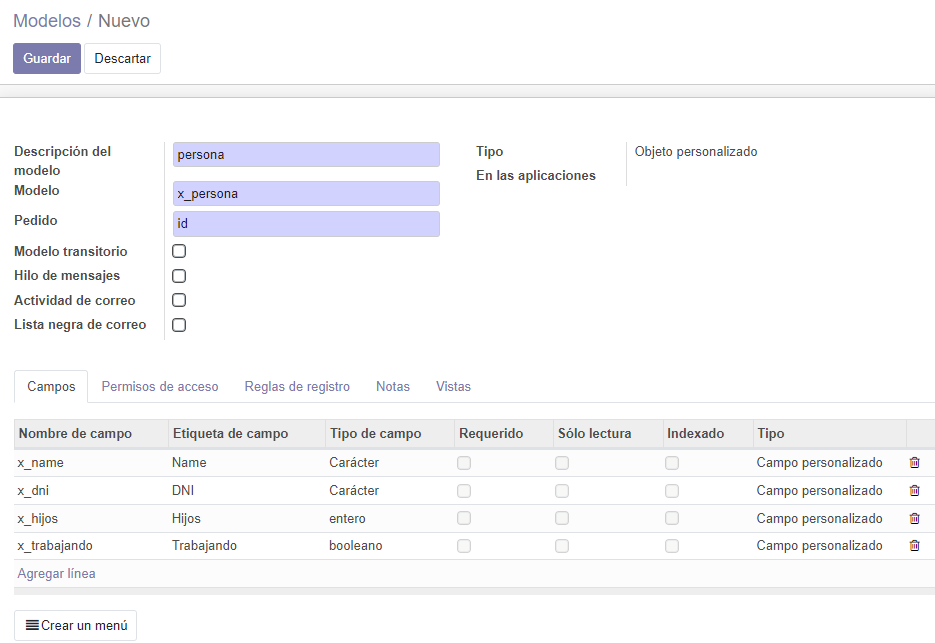 Modelos / Nuevo
Guardar Descartar
Descripción del modelo persona
Modelo x_persona
Pedido id
Modelo transitorio
Hilo de mensajes
Actividad de correo
Lista negra de correo
Tipo Objeto personalizado
En las aplicaciones
Campos Permisos de acceso Reglas de registro Notas Vistas
Nombre de campo Etiqueta de campo Tipo de campo Requerido Sólo lectura Indexado Tipo
x_name Name Carácter Campo personalizado
x_dni DNI Carácter Campo personalizado
x_hijos Hijos entero Campo personalizado
x_trabajando Trabajando booleano Campo personalizado
Agregar línea
Crear un menú